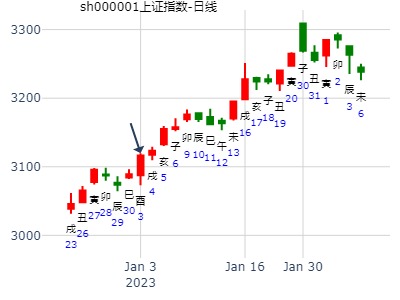 sh000001上证指数-日线
3300
3200
3100
3000
戌 23
丑 26
寅 27
卯 28
辰 29
巳 30
酉 3
戌 4
亥 5
子 6
卯 9
辰 10
巳 11
午 12
未 13
戌 16
亥 17
子 18
丑 19
寅 20
子 30
丑 31
寅 1
卯 2
辰 3
未 6
Jan 3
2023
Jan 16
Jan 30